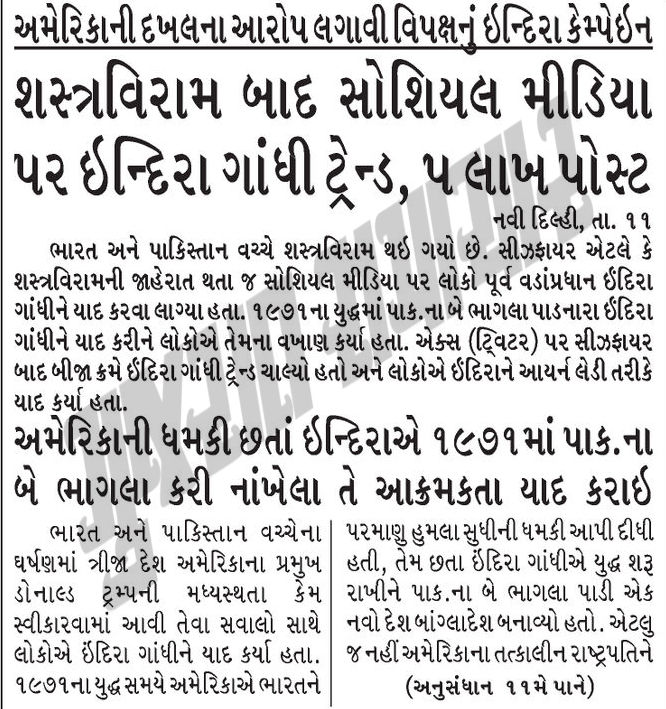 અમેરિકાની દખલના આરોપ લગાવી વિપક્ષનું ઇન્દિરા કેમ્પેઇન
શસ્ત્રવિરામ બાદ સોશિયલ મીડિયા
પર ઇન્દિરા ગાંધી ટ્રેન્ડ, ૫ લાખ પોસ્ટ
નવી દિલ્હી, તા. ૧૧
ભારત અને પાકિસ્તાન વચ્ચે શસ્ત્રવિરામ થઇ ગયો છે. સીઝફાયર એટલે કે
શસ્ત્રવિરામની જાહેરાત થતા જ સોશિયલ મીડિયા પર લોકો પૂર્વ વડાંપ્રધાન ઇંદિરા
ગાંધીને યાદ કરવા લાગ્યા હતા. ૧૯૭૧ના યુદ્ધમાં પાક.ના બે ભાગલા પાડનારા ઇંદિરા
ગાંધીને યાદ કરીને લોકોએ તેમના વખાણ કર્યા હતા. એક્સ (ટ્વિટર) પર સીઝફાયર
બાદ બીજા ક્રમે ઇંદિરા ગાંધી ટ્રેન્ડ ચાલ્યો હતો અને લોકોએ ઇંદિરાને આયર્ન લેડી તરીકે
યાદ કર્યા હતા.
અમેરિકાની ધમકી છતાં ઇન્દિરાએ ૧૯૭૧માં પાક.ના
બે ભાગલા કરી નાંખેલા તે આક્રમકતા યાદ કરાઇ
ભારત અને પાકિસ્તાન વચ્ચેના
ઘર્ષણમાં ત્રીજા દેશ અમેરિકાના પ્રમુખ
ડોનાલ્ડ ટ્રમ્પની મધ્યસ્થતા કેમ
સ્વીકારવામાં આવી તેવા સવાલો સાથે
લોકોએ ઇંદિરા ગાંધીને યાદ કર્યા હતા.
૧૯૭૧ના યુદ્ધ સમયે અમેરિકાએ ભારતને
પરમાણુ હુમલા સુધીની ધમકી આપી દીધી
હતી, તેમ છતા ઇંદિરા ગાંધીએ યુદ્ધ શરૂ
રાખીને પાક.ના બે ભાગલા પાડી એક
નવો દેશ બાંગ્લાદેશ બનાવ્યો હતો. એટલુ
જ નહીં અમેરિકાના તત્કાલીન રાષ્ટ્રપતિને
(અનુસંધાન ૧૧મે પાને)